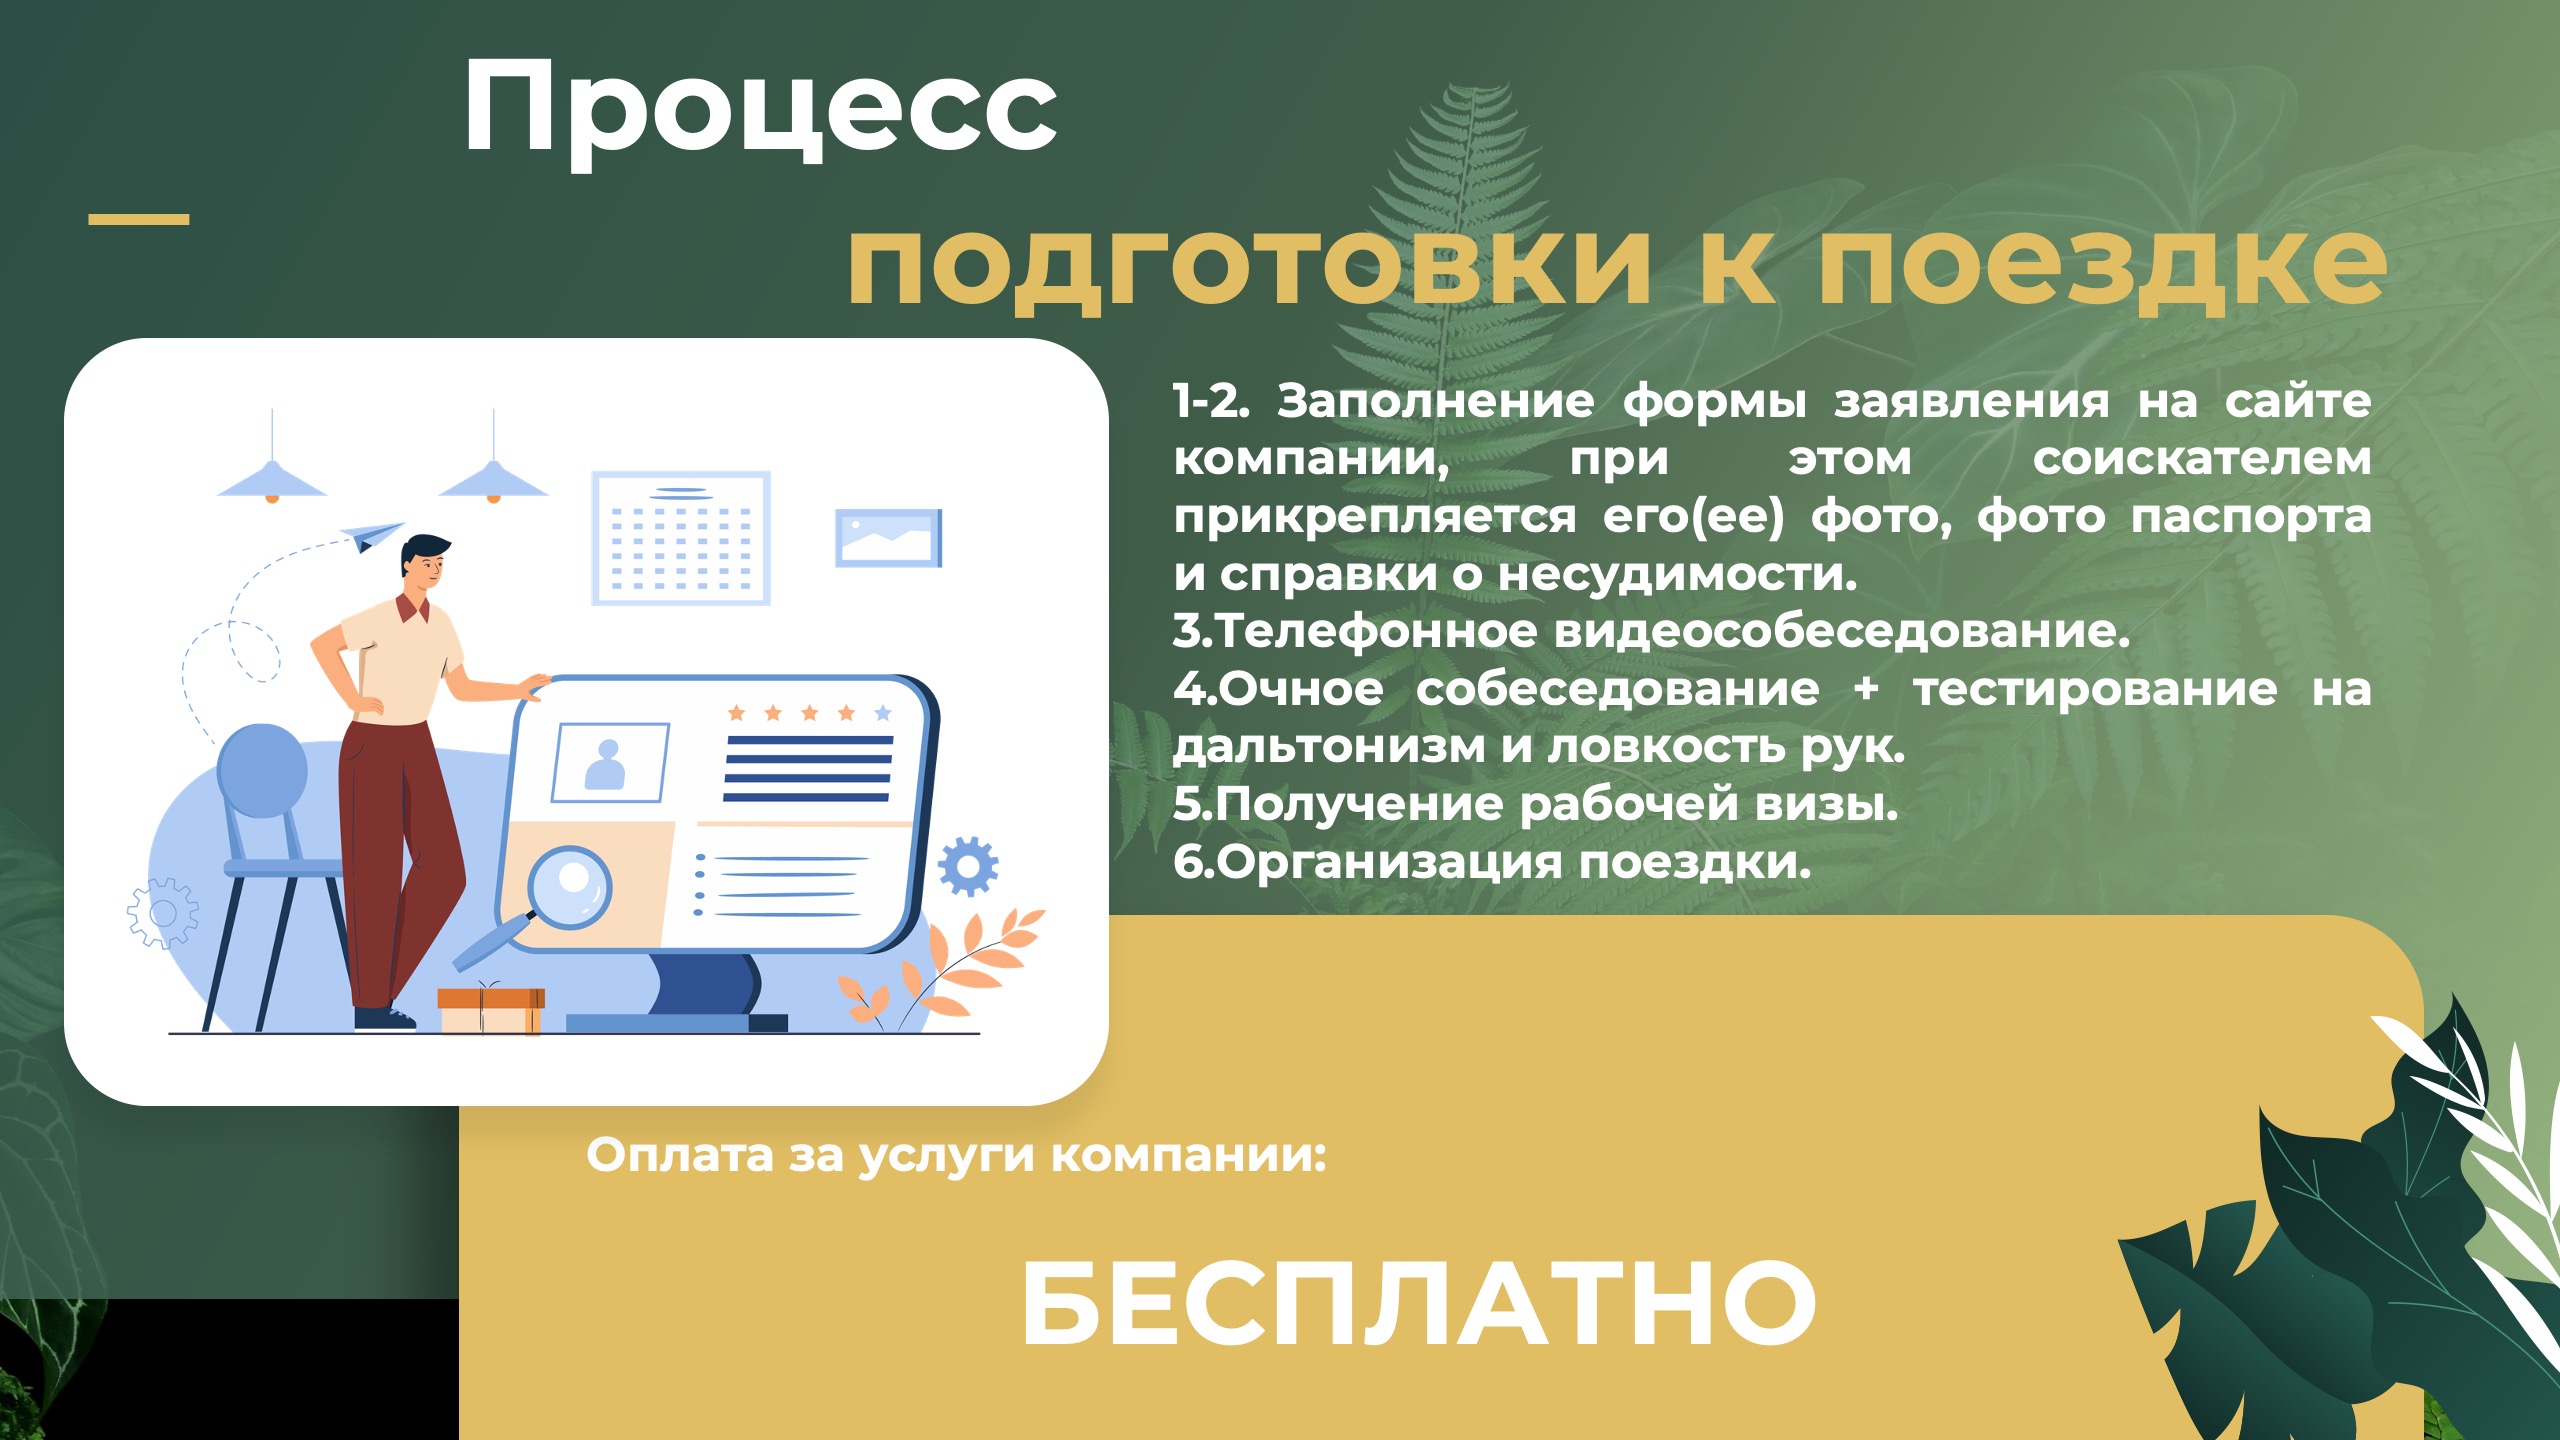 Процесс
подготовки к поездке
1-2. Заполнение формы заявления на сайте
компании, при этом соискателем
прикрепляется его(ее) фото, фото паспорта
и справки о несудимости.
3.Телефонное видеособеседование.
4.Очное собеседование + тестирование на
дальтонизм и ловкость рук.
5.Получение рабочей визы.
6.Организация поездки.
Оплата за услуги компании:
БЕСПЛАТНО